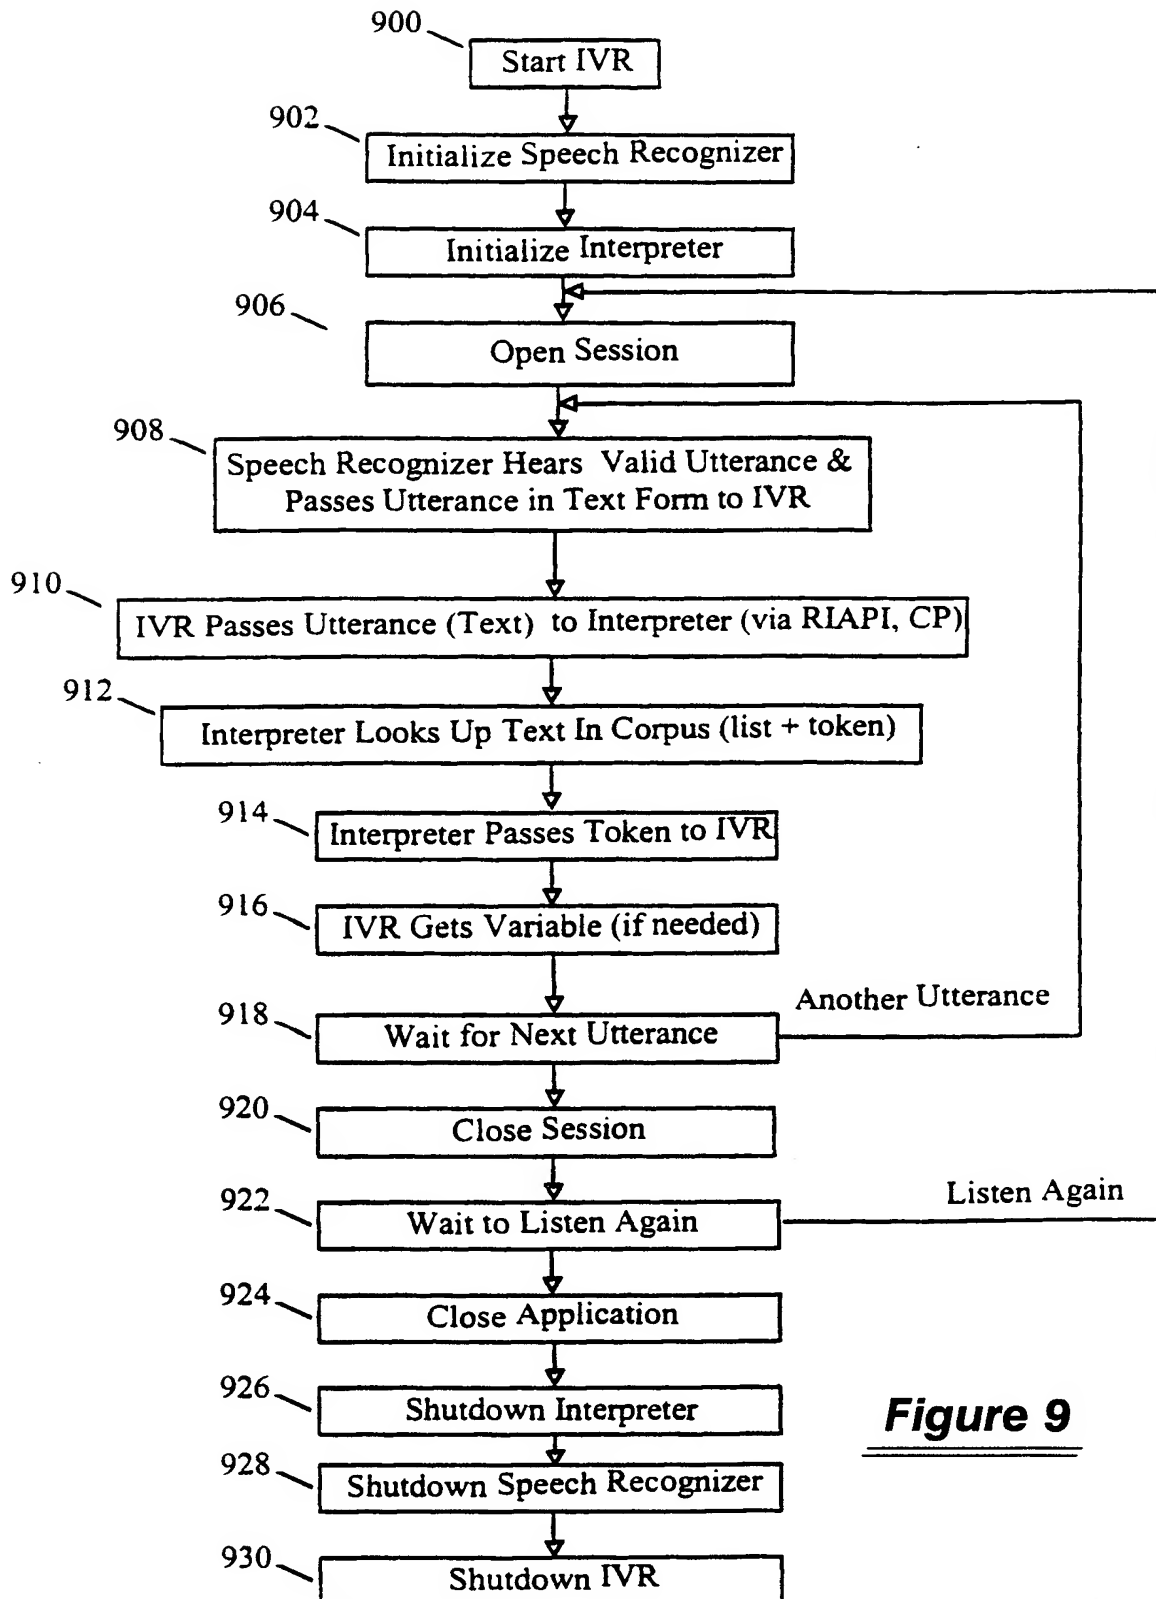 900
Start IVR
902
Initialize Speech Recognizer
904
Initialize Interpreter
906
Open Session
908
Speech Recognizer Hears Valid Utterance &
Passes Utterance in Text Form to IVR
910
IVR Passes Utterance (Text) to Interpreter (via RIAPI, CP)
912
Interpreter Looks Up Text In Corpus (list + token)
914
Interpreter Passes Token to IVR
916
IVR Gets Variable (if needed)
918
Wait for Next Utterance
Another Utterance
920
Close Session
922
Wait to Listen Again
Listen Again
924
Close Application
926
Shutdown Interpreter
928
Shutdown Speech Recognizer
930
Shutdown IVR
Figure 9